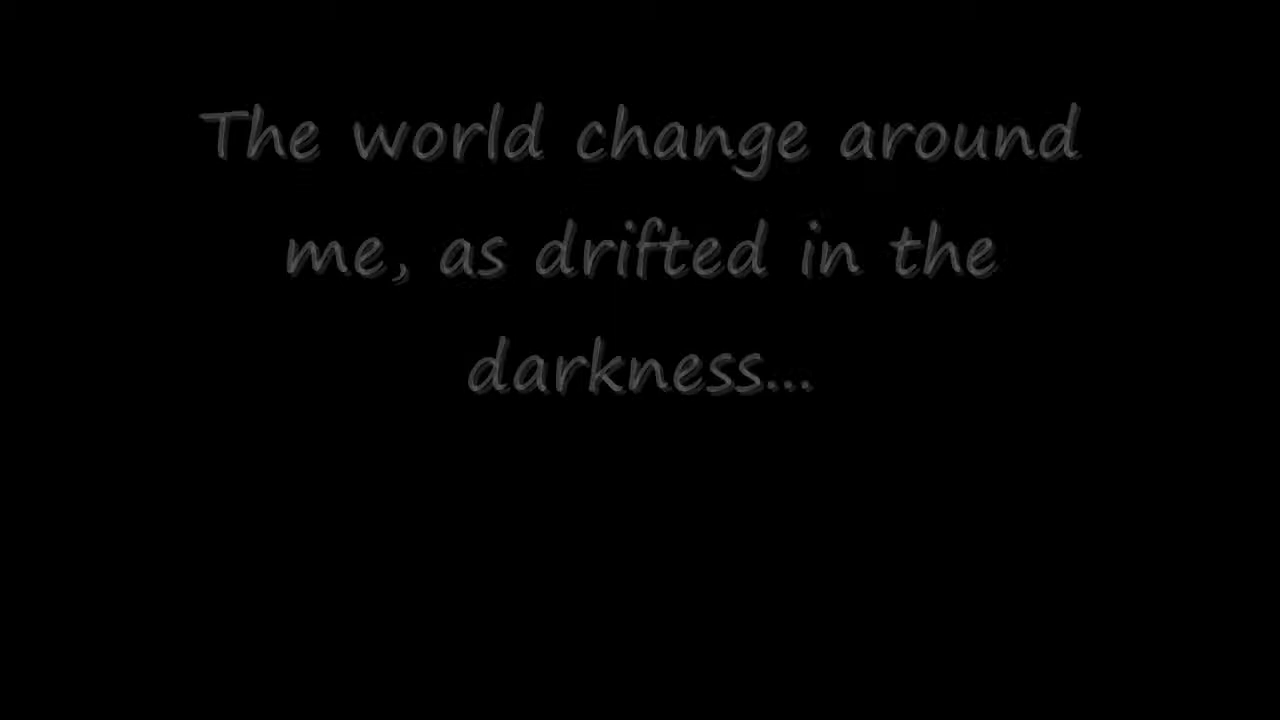 The world change around
me, as drifted in the
darkness...